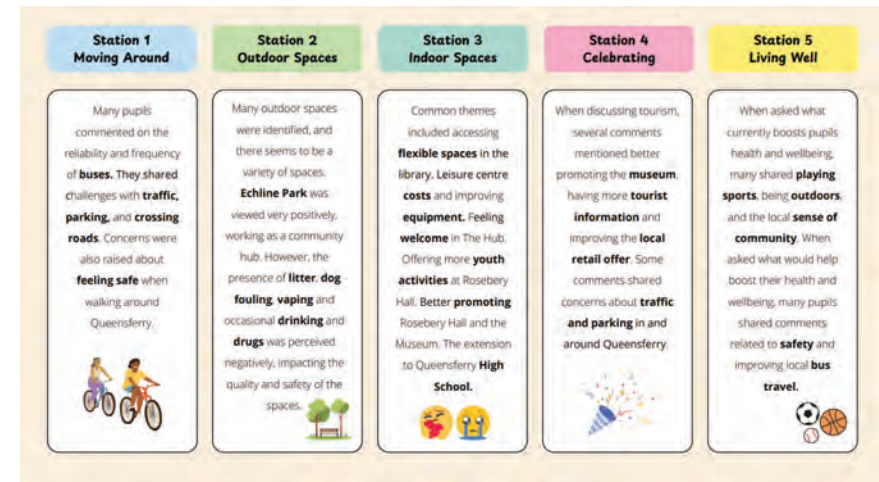 Station 1
Moving Around
Many pupils
commented on the
reliability and frequency
of buses. They shared
challenges with traffic,
parking, and crossing
roads. Concerns were
also raised about
feeling safe when
walking around
Queensferry.
Station 2
Outdoor Spaces
Many outdoor spaces
were identified, and
there seems to be a
variety of spaces.
Echline Park was
viewed very positively,
working as a community
hub. However, the
presence of litter, dog
fouling, vaping and
occasional drinking and
drugs was perceived
negatively, impacting the
quality and safety of the
spaces.
Station 3
Indoor Spaces
Common themes
included accessing
flexible spaces in the
library. Leisure centre
costs and improving
equipment. Feeling
welcome in The Hub.
Offering more youth
activities at Rosebery
Hall. Better promoting
Rosebery Hall and the
Museum. The extension
to Queensferry High
School.
Station 4
Celebrating
When discussing tourism,
several comments
mentioned better
promoting the museum,
having more tourist
information and
improving the local
retail offer. Some
comments shared
concerns about traffic
and parking in and
around Queensferry.
Station 5
Living Well
When asked what
currently boosts pupils
health and wellbeing,
many shared playing
sports, being outdoors,
and the local sense of
community. When
asked what would help
boost their health and
wellbeing, many pupils
shared comments
related to safety and
improving local bus
travel.